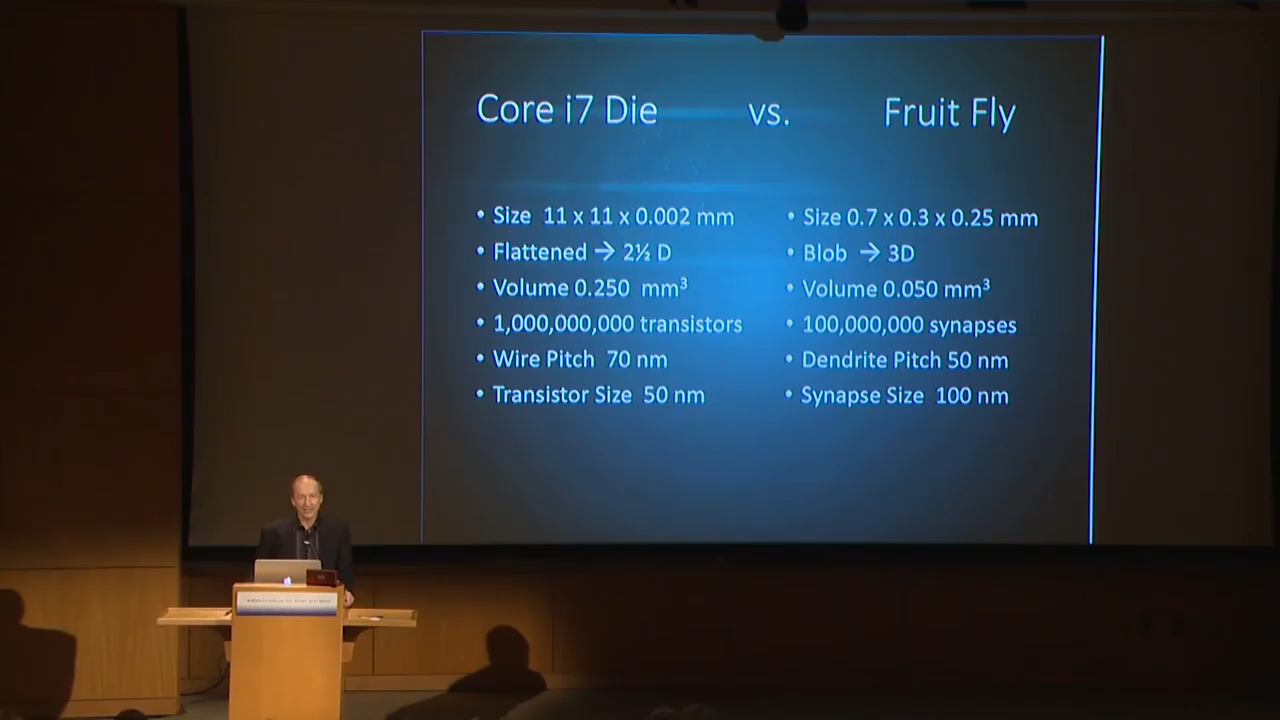 Core i7 Die vs. Fruit Fly
• Size 11 x 11 x 0.002 mm
• Flattened → 2½ D
• Volume 0.250 mm³
• 1,000,000,000 transistors
• Wire Pitch 70 nm
• Transistor Size 50 nm
• Size 0.7 x 0.3 x 0.25 mm
• Blob → 3D
• Volume 0.050 mm³
• 100,000,000 synapses
• Dendrite Pitch 50 nm
• Synapse Size 100 nm